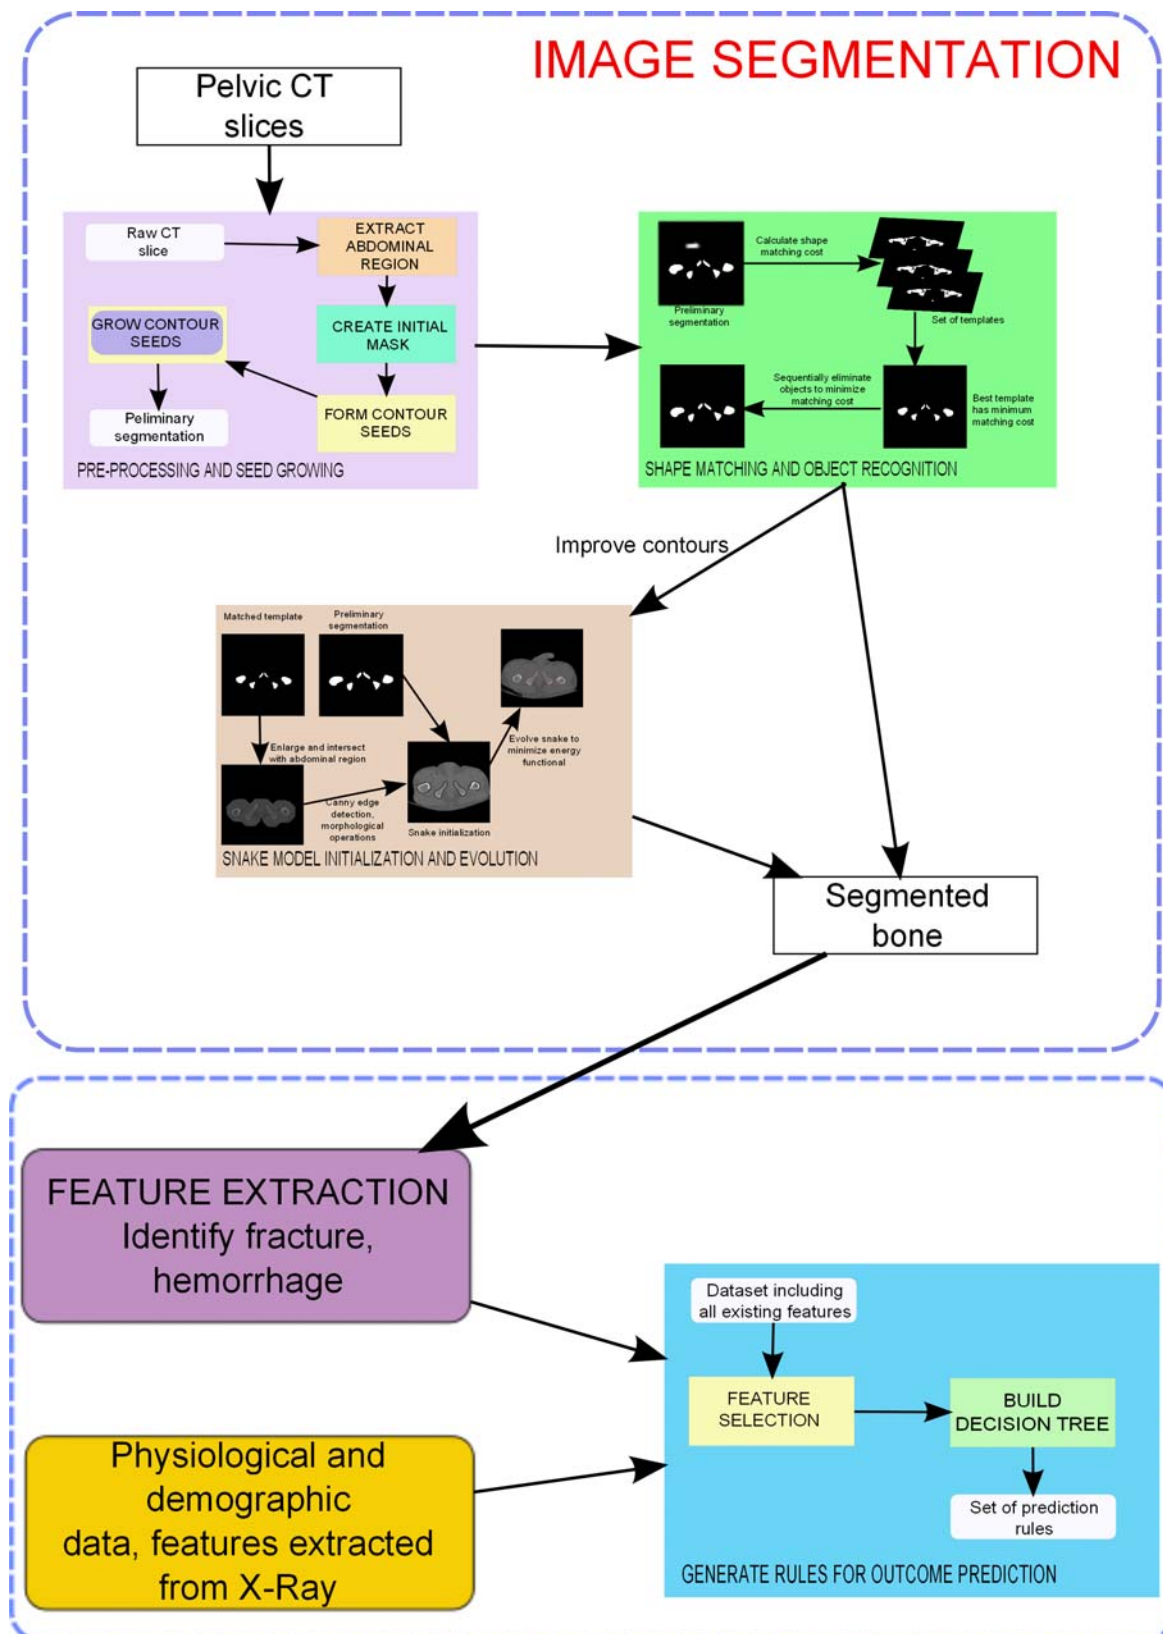 IMAGE SEGMENTATION
Pelvic CT
slices
Raw CT
slice
EXTRACT
ABDOMINAL
REGION
GROW CONTOUR
SEEDS
CREATE INITIAL
MASK
Peliminary
segmentation
FORM CONTOUR
SEEDS
PRE-PROCESSING AND SEED GROWING
Calculate shape
matching cost
Preliminary
segmentation
Set of templates
Sequentially eliminate
objects to minimize
matching cost
Best template
has minimum
matching cost
SHAPE MATCHING AND OBJECT RECOGNITION
Improve contours
Matched template
Preliminary
segmentation
Enlarge and intersect
with abdominal region
Evolve snake to
minimize energy
functional
Canny edge
detection,
morphological
operations
Snake initialization
SNAKE MODEL INITIALIZATION AND EVOLUTION
Segmented
bone
FEATURE EXTRACTION
Identify fracture,
hemorrhage
Dataset including
all existing features
FEATURE
SELECTION
BUILD
DECISION TREE
Set of prediction
rules
GENERATE RULES FOR OUTCOME PREDICTION
Physiological and
demographic
data, features extracted
from X-Ray